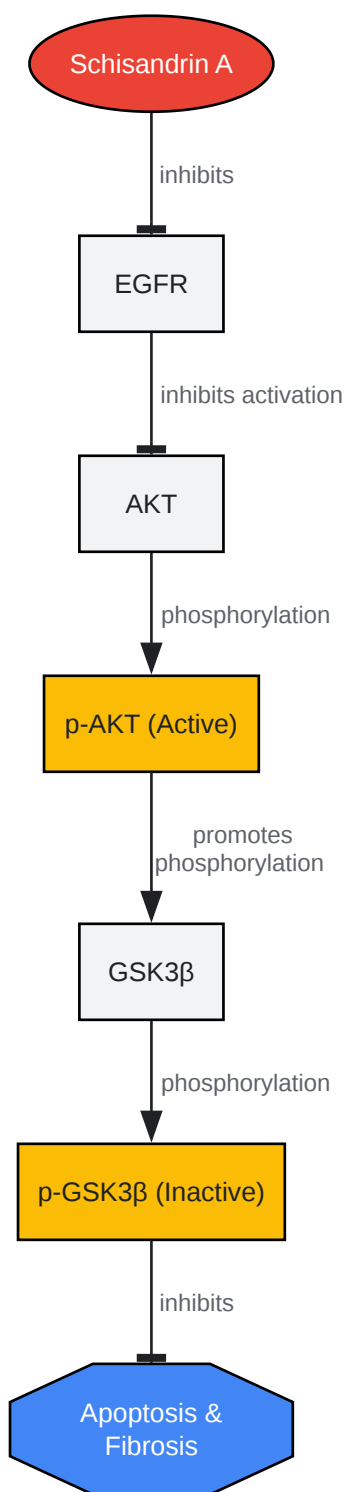 Schisandrin A
inhibits
EGFR
inhibits activation
AKT
phosphorylation
p-AKT (Active)
promotes
phosphorylation
GSK3β
phosphorylation
p-GSK3β (Inactive)
inhibits
Apoptosis &
Fibrosis